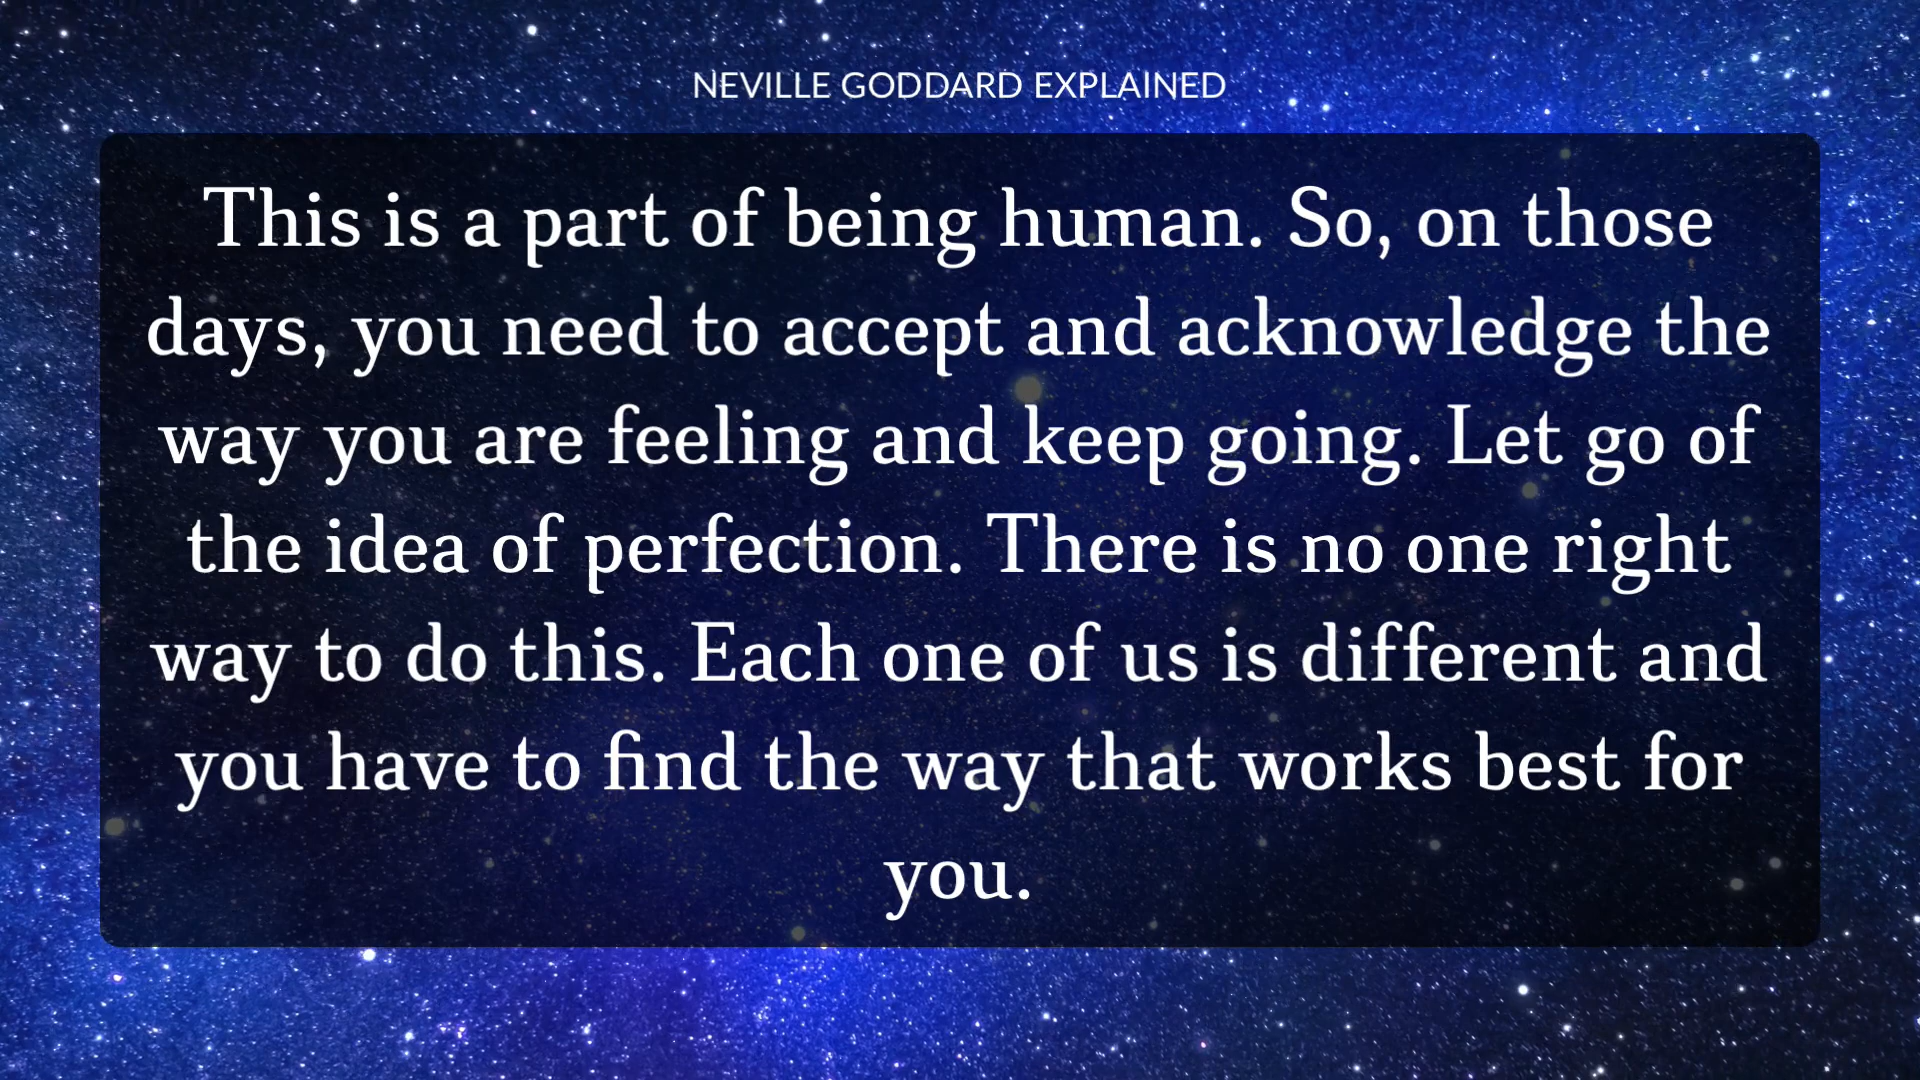 NEVILLE GODDARD EXPLAINED
This is a part of being human. So, on those
days, you need to accept and acknowledge the
way you are feeling and keep going. Let go of
the idea of perfection. There is no one right
way to do this. Each one of us is different and
you have to find the way that works best for
you.